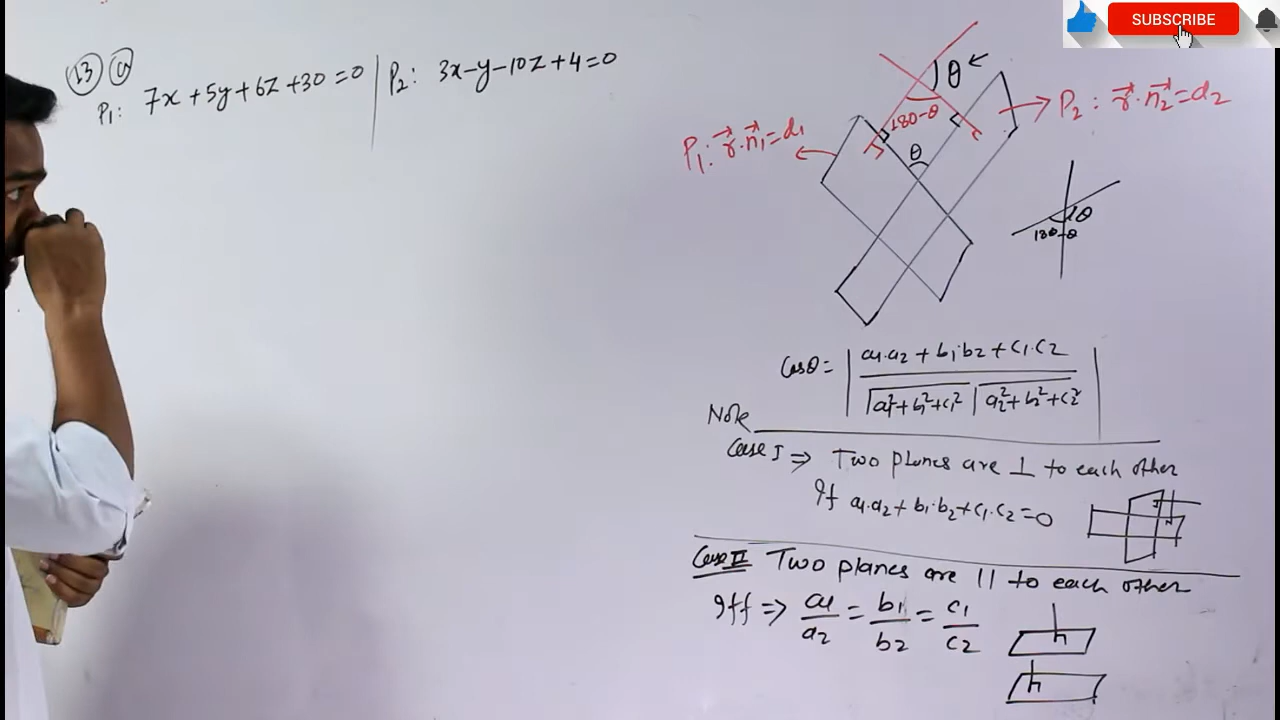 SUBSCRIBE
13 a
P₁: 7x + 5y + 6z + 30 = 0 | P₂: 3x - y - 10z + 4 = 0
θ
180-θ
θ
P₁: r⃗·n⃗₁ = d₁
P₂: r⃗·n⃗₂ = d₂
θ
180-θ
Cosθ = | (a₁·a₂ + b₁·b₂ + c₁·c₂) / (√(a₁²+b₁²+c₁²) √(a₂²+b₂²+c₂²)) |
Note
Case I ⇒ Two planes are ⊥ to each other
If a₁·a₂ + b₁·b₂ + c₁·c₂ = 0
Case II Two planes are || to each other
Iff ⇒ a₁/a₂ = b₁/b₂ = c₁/c₂